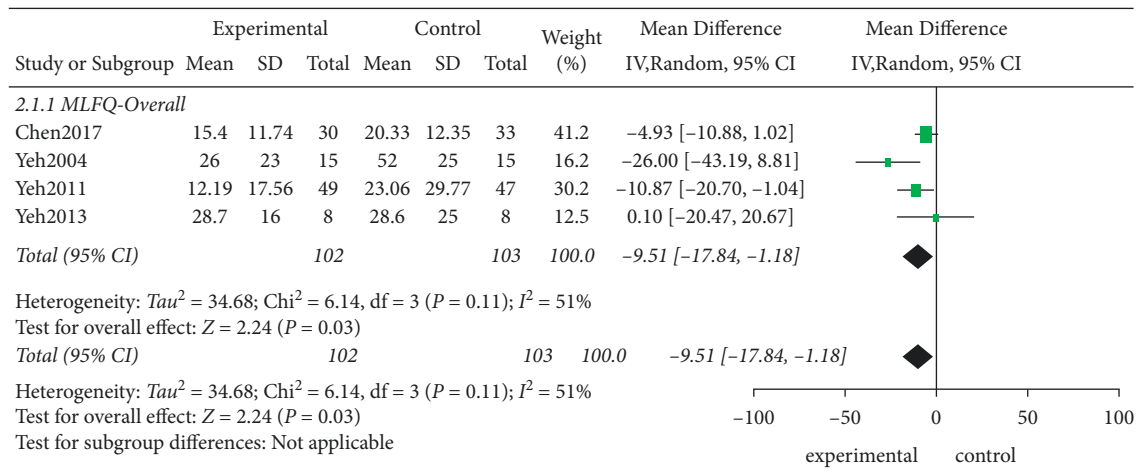 Experimental Control Weight (%) Mean Difference Mean Difference
Study or Subgroup Mean SD Total Mean SD Total IV,Random, 95% CI IV,Random, 95% CI
2.1.1 MLFQ-Overall
Chen2017 15.4 11.74 30 20.33 12.35 33 41.2 –4.93 [–10.88, 1.02]
Yeh2004 26 23 15 52 25 15 16.2 –26.00 [–43.19, 8.81]
Yeh2011 12.19 17.56 49 23.06 29.77 47 30.2 –10.87 [–20.70, –1.04]
Yeh2013 28.7 16 8 28.6 25 8 12.5 0.10 [–20.47, 20.67]
Total (95% CI) 102 103 100.0 –9.51 [–17.84, –1.18]
Heterogeneity: Tau² = 34.68; Chi² = 6.14, df = 3 (P = 0.11); I² = 51%
Test for overall effect: Z = 2.24 (P = 0.03)
Total (95% CI) 102 103 100.0 –9.51 [–17.84, –1.18]
Heterogeneity: Tau² = 34.68; Chi² = 6.14, df = 3 (P = 0.11); I² = 51%
Test for overall effect: Z = 2.24 (P = 0.03)
Test for subgroup differences: Not applicable
–100 –50 0 50 100
experimental control